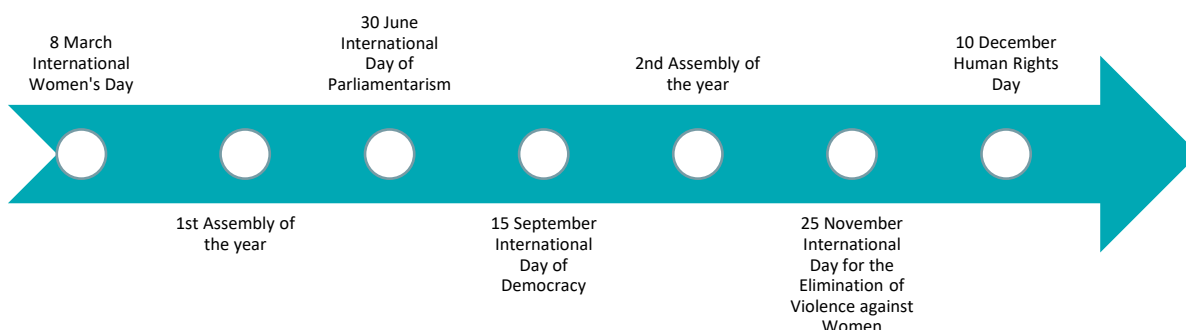 8 March
International
Women's Day
1st Assembly of
the year
30 June
International
Day of
Parliamentarism
15 September
International
Day of
Democracy
2nd Assembly of
the year
25 November
International
Day for the
Elimination of
Violence against
Women
10 December
Human Rights
Day